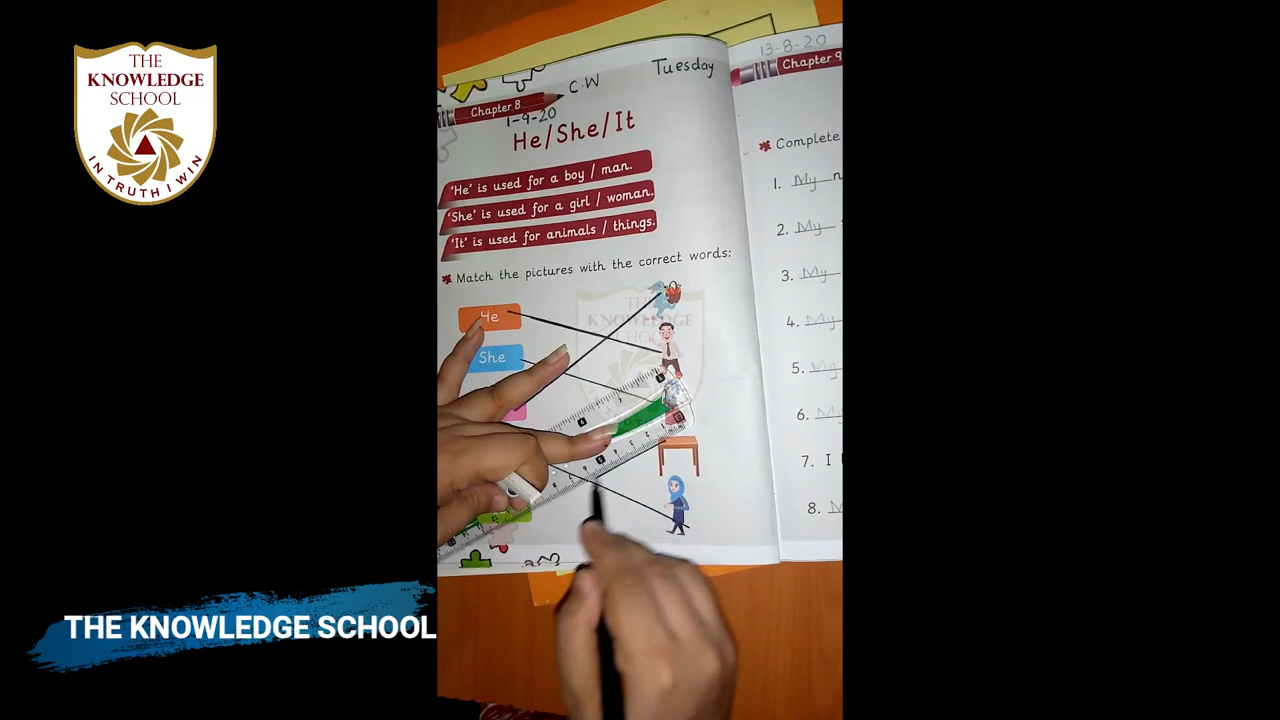 THE
KNOWLEDGE
SCHOOL
IN TRUTH I WIN
THE KNOWLEDGE SCHOOL
Tuesday
C.W
Chapter 8
1-9-20
He/She/It
'He' is used for a boy / man.
'She' is used for a girl / woman.
'It' is used for animals / things.
Match the pictures with the correct words:
He
She
THE
KNOWLEDGE
SCHOOL
13-8-20
Chapter 9
Complete
1. My
2. My
3. My
4. My
5. My
6. My
7. I
8. M